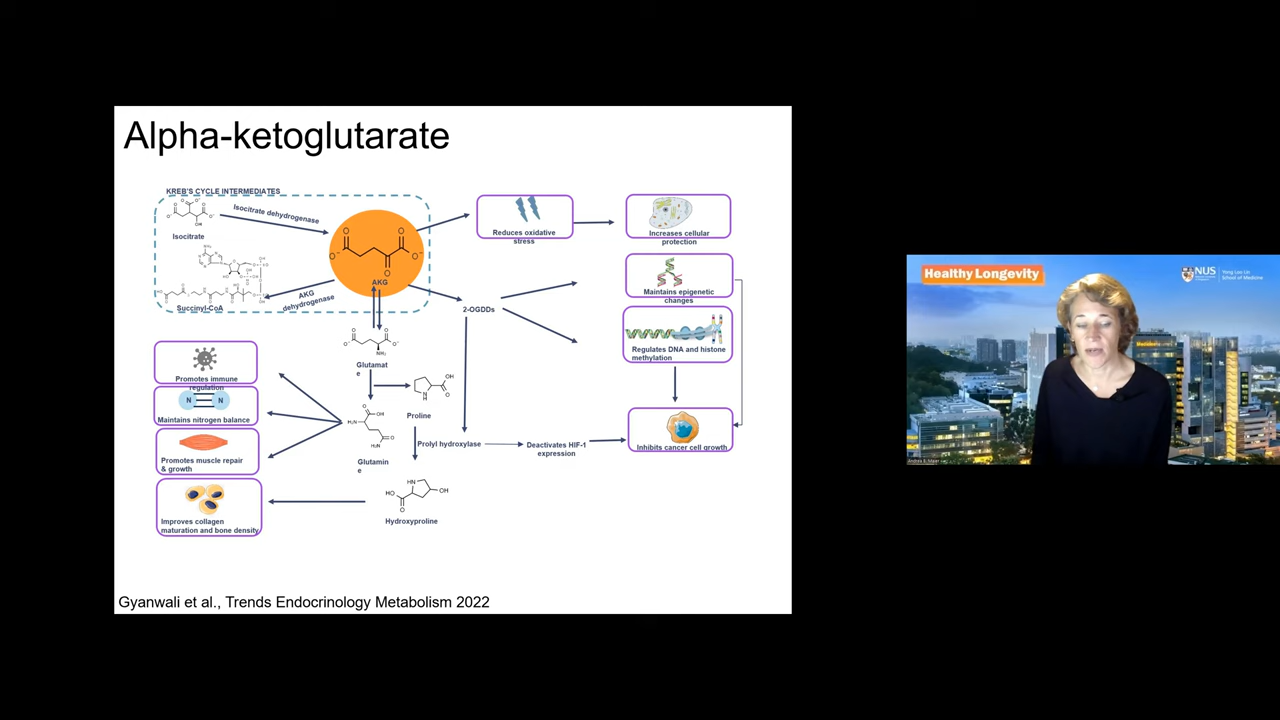 Alpha-ketoglutarate
KREB'S CYCLE INTERMEDIATES
Isocitrate dehydrogenase
Isocitrate
AKG
AKG
dehydrogenase
Succinyl-CoA
Reduces oxidative
stress
Increases cellular
protection
2-OGDDs
Maintains epigenetic
changes
Regulates DNA and histone
methylation
Glutamat
e
Promotes immune
regulation
N
N
Maintains nitrogen balance
Promotes muscle repair
& growth
Improves collagen
maturation and bone density
Proline
Glutamin
e
Prolyl hydroxylase
Deactivates HIF-1
expression
Inhibits cancer cell growth
Hydroxyproline
Gyanwali et al., Trends Endocrinology Metabolism 2022
Healthy Longevity
NUS
Yong Loo Lin
School of Medicine